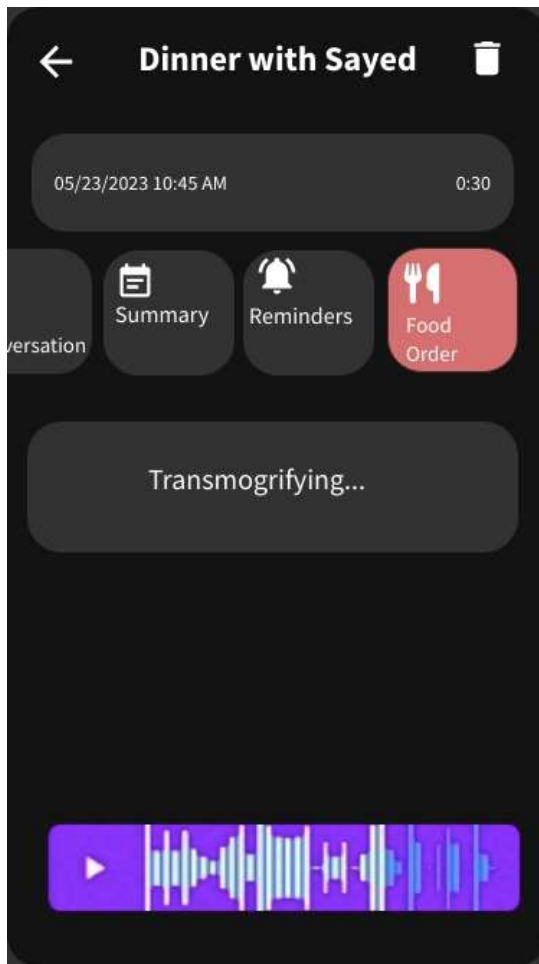 Dinner with Sayed
05/23/2023 10:45 AM 0:30
versation
Summary
Reminders
Food
Order
Transmogrifying...